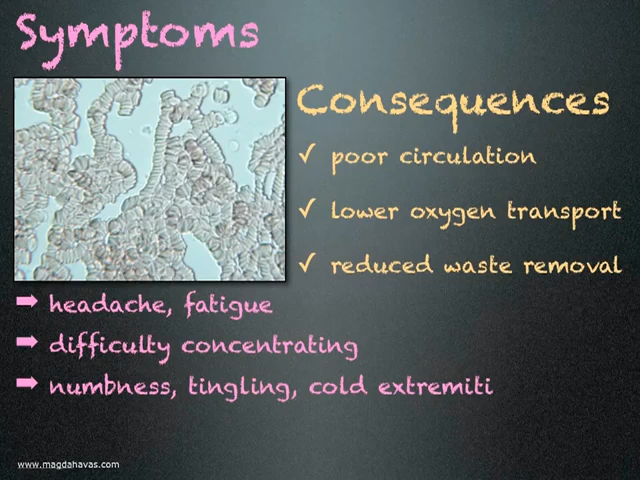 Symptoms
Consequences
✓ poor circulation
✓ lower oxygen transport
✓ reduced waste removal
➡ headache, fatigue
➡ difficulty concentrating
➡ numbness, tingling, cold extremiti
www.magdahavas.com